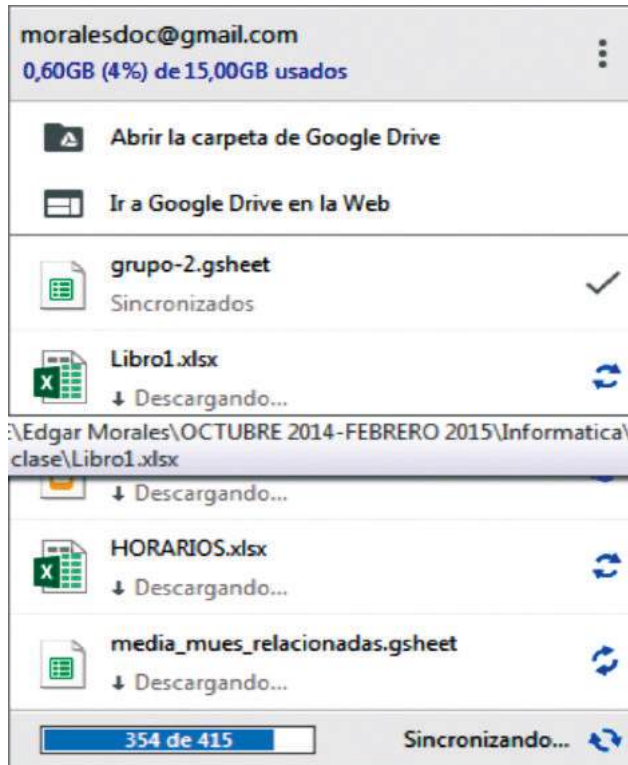 moralesdoc@gmail.com
0,60GB (4%) de 15,00GB usados
Abrir la carpeta de Google Drive
Ir a Google Drive en la Web
grupo-2.gsheet
Sincronizados
Libro1.xlsx
Descargando...
:\Edgar Morales\OCTUBRE 2014-FEBRERO 2015\Informatica\
clase\Libro1.xlsx
Descargando...
HORARIOS.xlsx
Descargando...
media_mues_relacionadas.gsheet
Descargando...
354 de 415 Sincronizando...